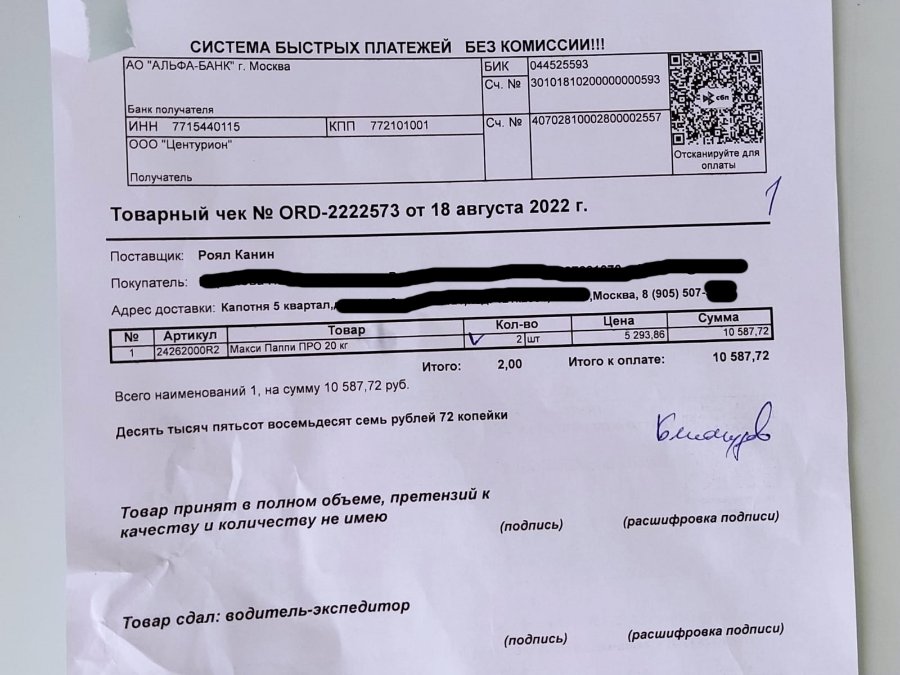 СИСТЕМА БЫСТРЫХ ПЛАТЕЖЕЙ БЕЗ КОМИССИИ!!!
АО "АЛЬФА-БАНК" г. Москва
БИК 044525593
Сч. № 30101810200000000593
Банк получателя
ИНН 7715440115 КПП 772101001 Сч. № 40702810002800002557
ООО "Центурион"
Получатель
сбп
Отсканируйте для
оплаты
1
Товарный чек № ORD-2222573 от 18 августа 2022 г.
Поставщик: Роял Канин
Покупатель:
Адрес доставки: Капотня 5 квартал, ,Москва, 8 (905) 507-
№ Артикул Товар Кол-во Цена Сумма
1 24262000R2 Макси Паппи ПРО 20 кг 2 шт 5 293,86 10 587,72
Итого: 2,00 Итого к оплате: 10 587,72
Всего наименований 1, на сумму 10 587,72 руб.
Десять тысяч пятьсот восемьдесят семь рублей 72 копейки
Товар принят в полном объеме, претензий к
качеству и количеству не имею
(подпись) (расшифровка подписи)
Товар сдал: водитель-экспедитор
(подпись) (расшифровка подписи)